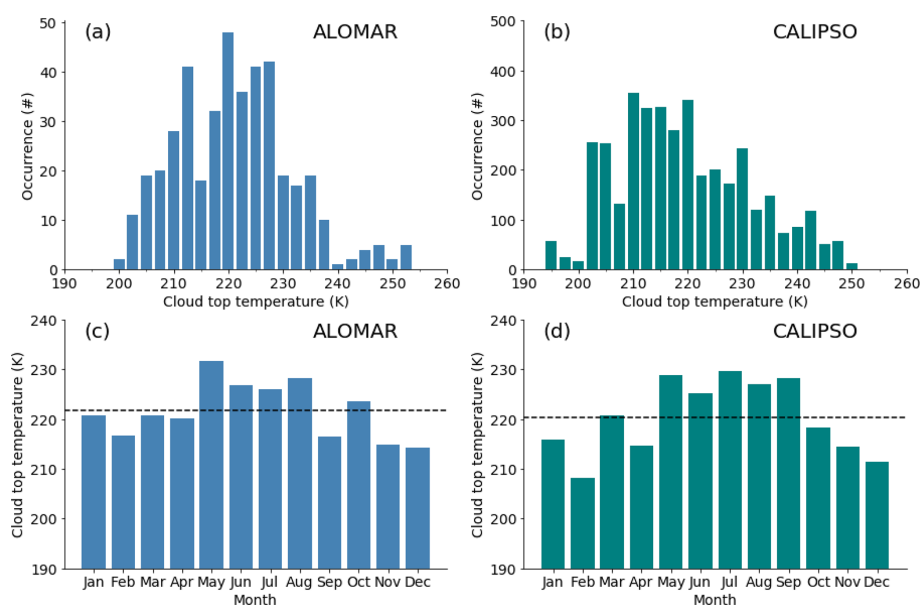 (a) ALOMAR
50
40
30
20
10
0
Occurrence (#)
190 200 210 220 230 240 250 260
Cloud top temperature (K)
(b) CALIPSO
500
400
300
200
100
0
Occurrence (#)
190 200 210 220 230 240 250 260
Cloud top temperature (K)
(c) ALOMAR
240
230
220
210
200
190
Cloud top temperature (K)
Jan Feb Mar Apr May Jun Jul Aug Sep Oct Nov Dec
Month
(d) CALIPSO
240
230
220
210
200
190
Cloud top temperature (K)
Jan Feb Mar Apr May Jun Jul Aug Sep Oct Nov Dec
Month